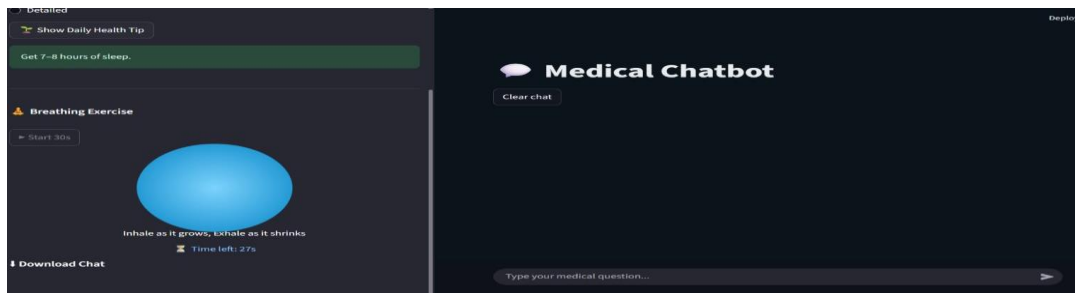 Detailed
Show Daily Health Tip
Get 7–8 hours of sleep.
Breathing Exercise
Start 30s
Inhale as it grows, Exhale as it shrinks
Time left: 27s
Download Chat
Deplo
Medical Chatbot
Clear chat
Type your medical question...